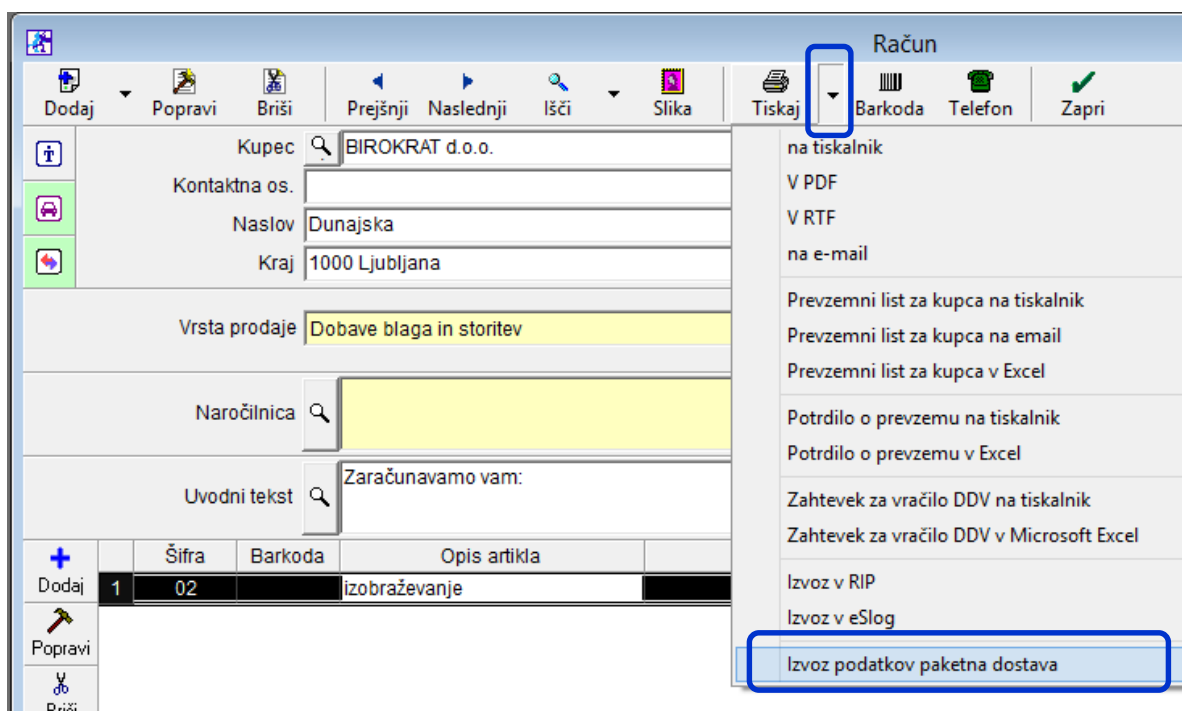 Račun
Dodaj Popravi Briši Prejšnji Naslednji Išči Slika Tiskaj Barkoda Telefon Zapri
Kupec BIROKRAT d.o.o.
Kontaktna os.
Naslov Dunajska
Kraj 1000 Ljubljana
Vrsta prodaje Dobave blaga in storitev
Naročilnica
Uvodni tekst Zaračunavamo vam:
Šifra Barkoda Opis artikla
Dodaj 1 02 izobraževanje
Popravi
Briši
na tiskalnik
V PDF
V RTF
na e-mail
Prevzemni list za kupca na tiskalnik
Prevzemni list za kupca na email
Prevzemni list za kupca v Excel
Potrdilo o prevzemu na tiskalnik
Potrdilo o prevzemu v Excel
Zahtevek za vračilo DDV na tiskalnik
Zahtevek za vračilo DDV v Microsoft Excel
Izvoz v RIP
Izvoz v eSlog
Izvoz podatkov paketna dostava